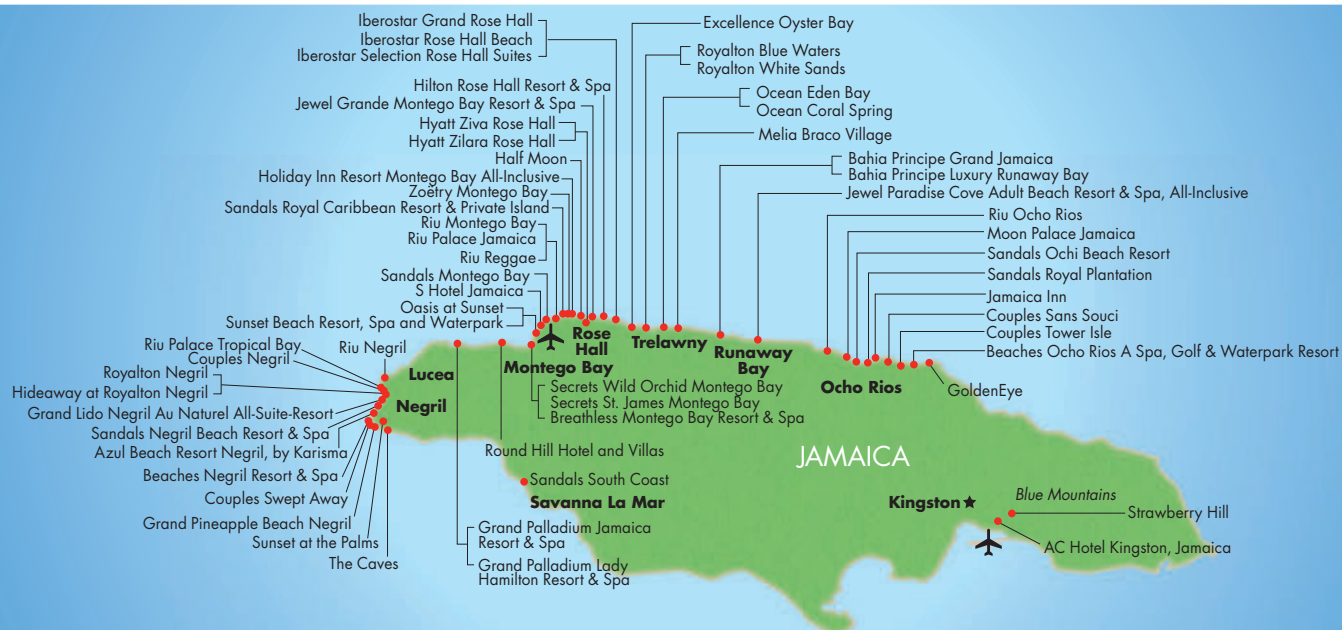 Iberostar Grand Rose Hall
Iberostar Rose Hall Beach
Iberostar Selection Rose Hall Suites
Hilton Rose Hall Resort & Spa
Jewel Grande Montego Bay Resort & Spa
Hyatt Ziva Rose Hall
Hyatt Zilara Rose Hall
Half Moon
Holiday Inn Resort Montego Bay All-Inclusive
Zoëtry Montego Bay
Sandals Royal Caribbean Resort & Private Island
Riu Montego Bay
Riu Palace Jamaica
Riu Reggae
Sandals Montego Bay
S Hotel Jamaica
Oasis at Sunset
Sunset Beach Resort, Spa and Waterpark
Excellence Oyster Bay
Royalton Blue Waters
Royalton White Sands
Ocean Eden Bay
Ocean Coral Spring
Melia Braco Village
Bahia Principe Grand Jamaica
Bahia Principe Luxury Runaway Bay
Jewel Paradise Cove Adult Beach Resort & Spa, All-Inclusive
Riu Ocho Rios
Moon Palace Jamaica
Sandals Ochi Beach Resort
Sandals Royal Plantation
Jamaica Inn
Couples Sans Souci
Couples Tower Isle
Beaches Ocho Rios A Spa, Golf & Waterpark Resort
GoldenEye
Rose
Hall
Trelawny
Runaway
Bay
Montego Bay
Ocho Rios
Lucea
Negril
Riu Palace Tropical Bay
Riu Negril
Couples Negril
Royalton Negril
Hideaway at Royalton Negril
Grand Lido Negril Au Naturel All-Suite-Resort
Sandals Negril Beach Resort & Spa
Azul Beach Resort Negril, by Karisma
Beaches Negril Resort & Spa
Couples Swept Away
Grand Pineapple Beach Negril
Sunset at the Palms
The Caves
Secrets Wild Orchid Montego Bay
Secrets St. James Montego Bay
Breathless Montego Bay Resort & Spa
Round Hill Hotel and Villas
Sandals South Coast
Savanna La Mar
Grand Palladium Jamaica
Resort & Spa
Grand Palladium Lady
Hamilton Resort & Spa
JAMAICA
Kingston
Blue Mountains
Strawberry Hill
AC Hotel Kingston, Jamaica